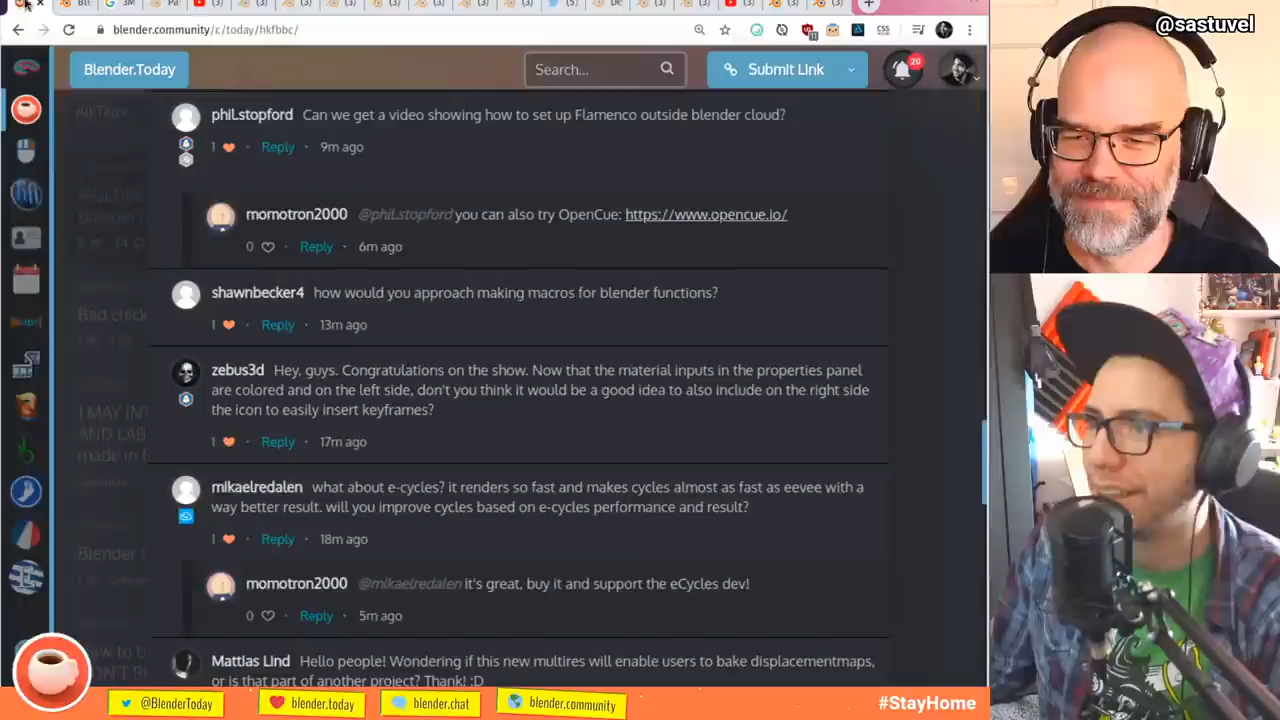 @sastuvel
blender.community/c/today/hkfbbc/
CSS
Blender.Today
Search...
Submit Link
20
phil.stopford Can we get a video showing how to set up Flamenco outside blender cloud?
1 Reply · 9m ago
momotron2000 @phil.stopford you can also try OpenCue: https://www.opencue.io/
0 · Reply · 6m ago
shawnbecker4 how would you approach making macros for blender functions?
1 Reply · 13m ago
zebus3d Hey, guys. Congratulations on the show. Now that the material inputs in the properties panel
are colored and on the left side, don't you think it would be a good idea to also include on the right side
the icon to easily insert keyframes?
1 Reply · 17m ago
mikaelredalen what about e-cycles? it renders so fast and makes cycles almost as fast as eevee with a
way better result. will you improve cycles based on e-cycles performance and result?
1 Reply · 18m ago
momotron2000 @mikaelredalen it's great, buy it and support the eCycles dev!
0 · Reply · 5m ago
Mattias Lind Hello people! Wondering if this new multires will enable users to bake displacementmaps,
or is that part of another project? Thank! :D
@BlenderToday
blender.today
blender.chat
blender.community
#StayHome